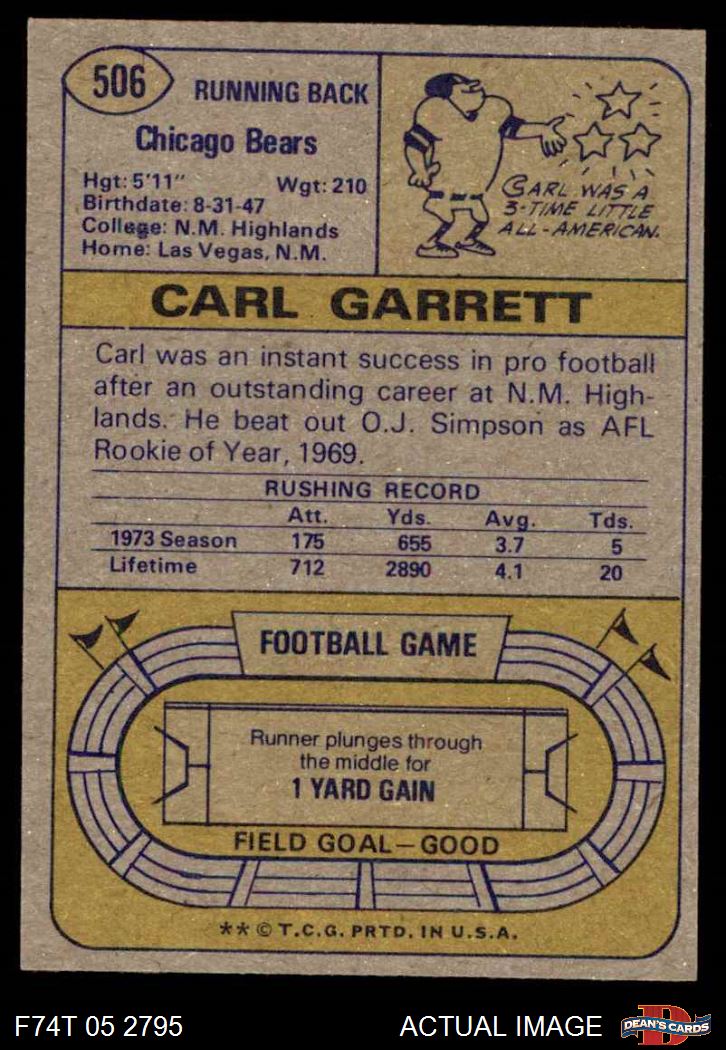 506
RUNNING BACK
Chicago Bears
Hgt: 5'11" Wgt: 210
Birthdate: 8-31-47
College: N.M. Highlands
Home: Las Vegas, N.M.
CARL WAS A
3-TIME LITTLE
ALL-AMERICAN.
CARL GARRETT
Carl was an instant success in pro football
after an outstanding career at N.M. High-
lands. He beat out O.J. Simpson as AFL
Rookie of Year, 1969.
RUSHING RECORD
Att. Yds. Avg. Tds.
1973 Season 175 655 3.7 5
Lifetime 712 2890 4.1 20
FOOTBALL GAME
Runner plunges through
the middle for
1 YARD GAIN
FIELD GOAL—GOOD
** © T.C.G. PRTD. IN U.S.A.
F74T 05 2795 ACTUAL IMAGE
D
DEAN'S CARDS